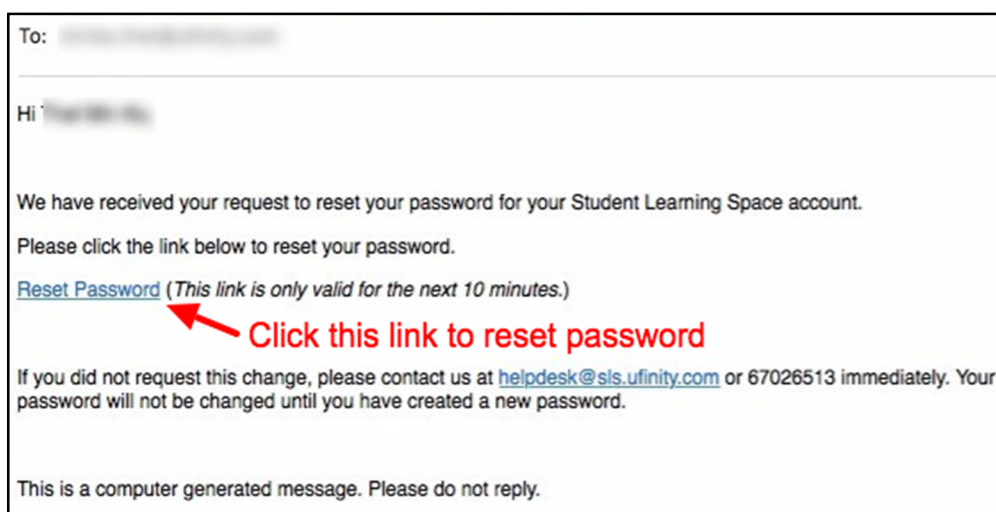 To:
Hi
We have received your request to reset your password for your Student Learning Space account.
Please click the link below to reset your password.
Reset Password (This link is only valid for the next 10 minutes.)
Click this link to reset password
If you did not request this change, please contact us at helpdesk@sls.ufinity.com or 67026513 immediately. Your
password will not be changed until you have created a new password.
This is a computer generated message. Please do not reply.